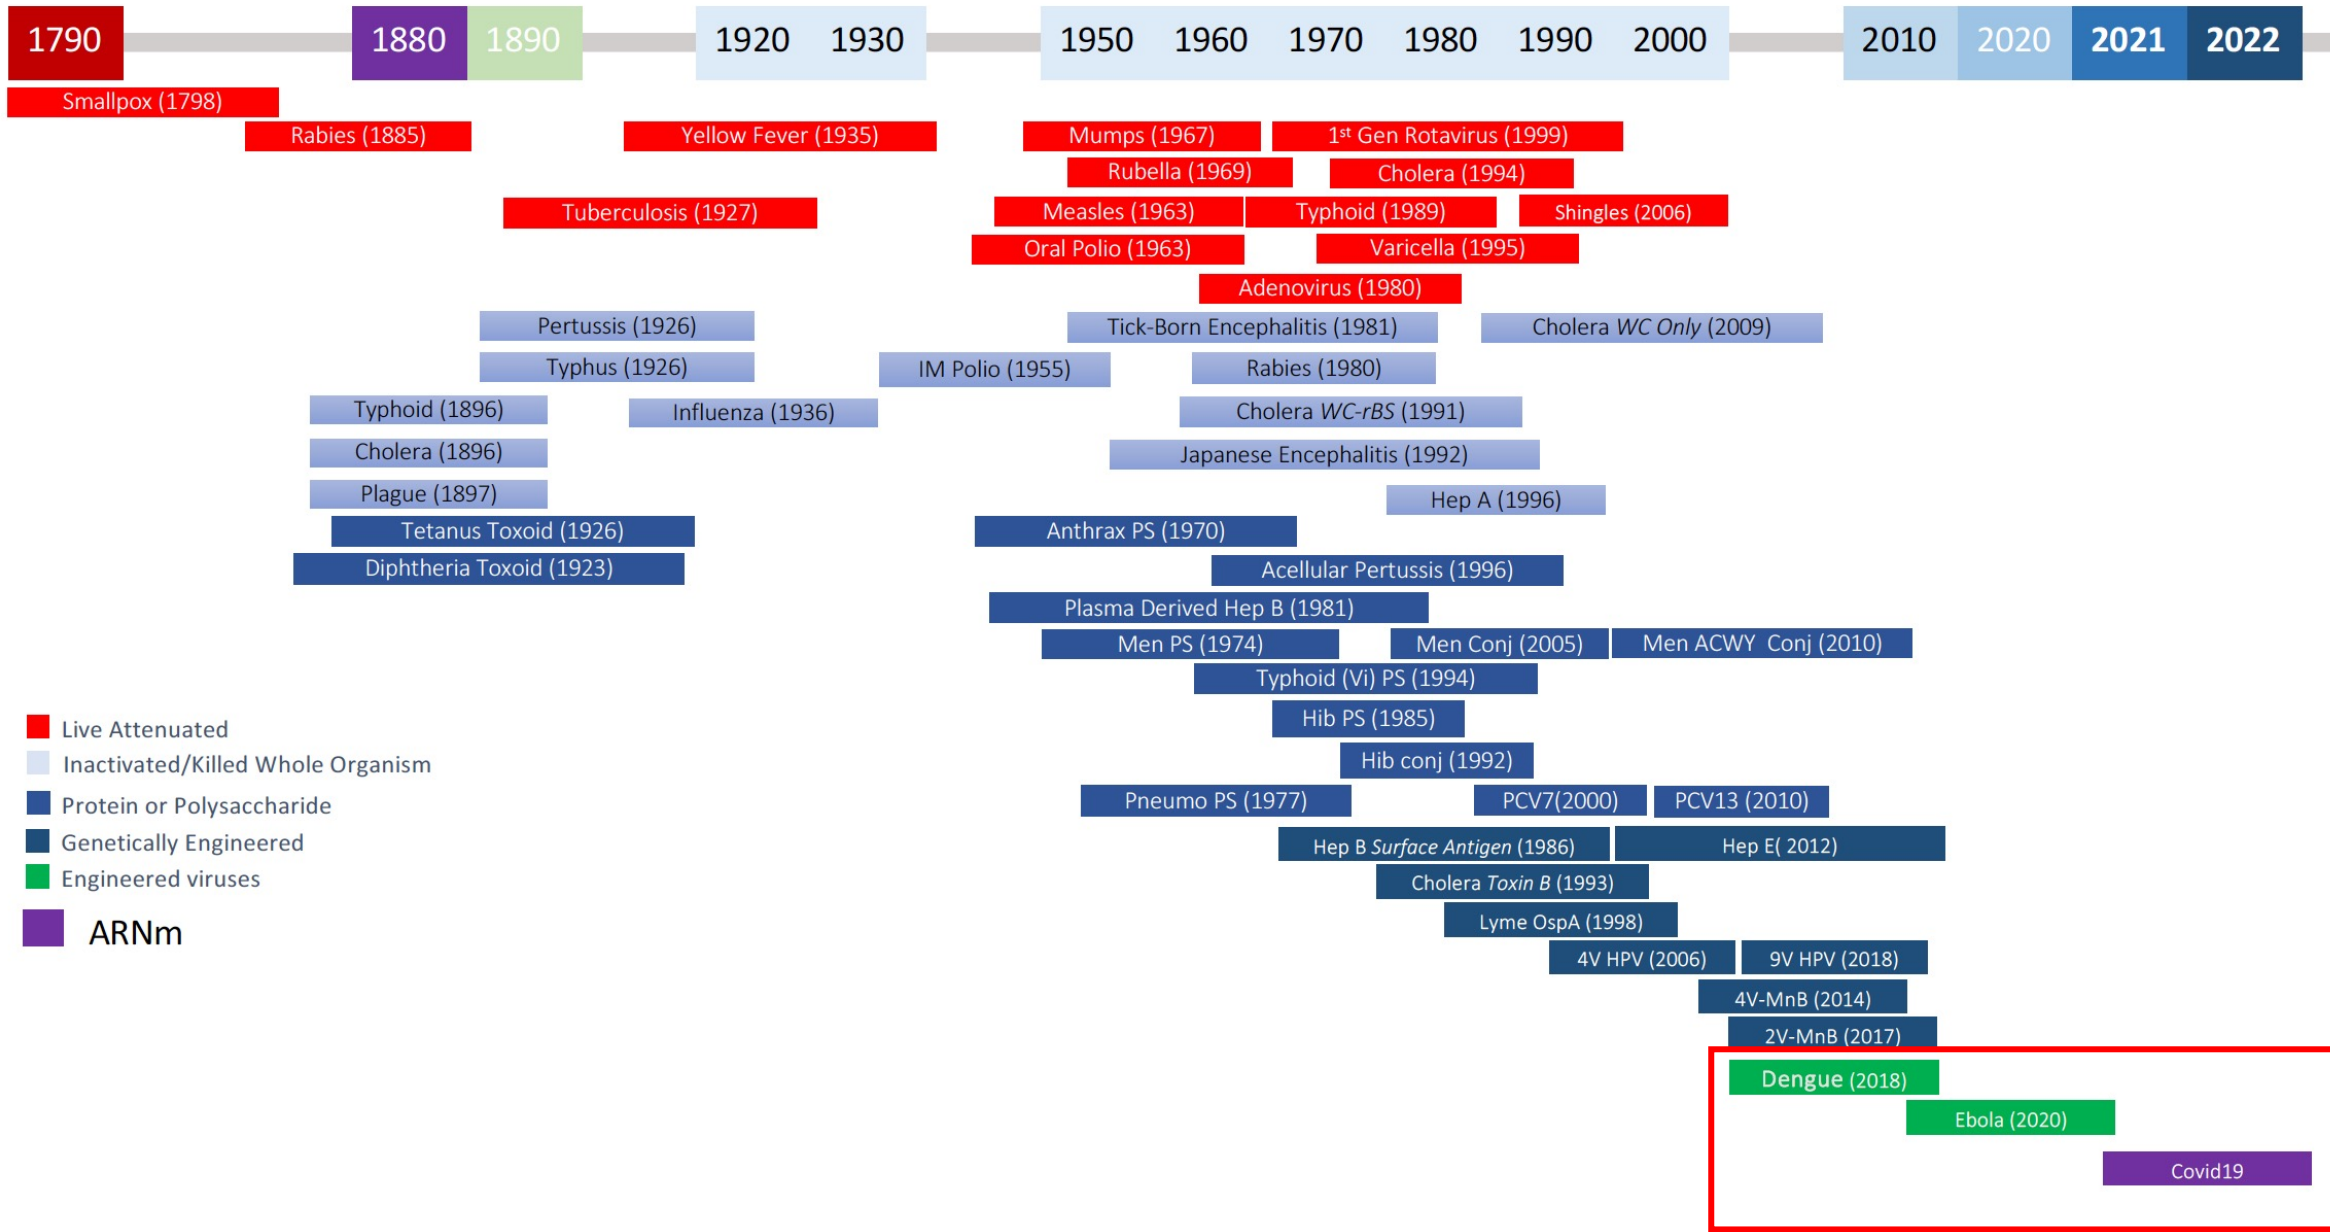 1790 1880 1890 1920 1930 1950 1960 1970 1980 1990 2000 2010 2020 2021 2022
Smallpox (1798)
Rabies (1885)
Yellow Fever (1935)
Mumps (1967)
1st Gen Rotavirus (1999)
Rubella (1969)
Cholera (1994)
Tuberculosis (1927)
Measles (1963)
Typhoid (1989)
Shingles (2006)
Oral Polio (1963)
Varicella (1995)
Adenovirus (1980)
Pertussis (1926)
Tick-Born Encephalitis (1981)
Cholera WC Only (2009)
Typhus (1926)
IM Polio (1955)
Rabies (1980)
Typhoid (1896)
Influenza (1936)
Cholera WC-rBS (1991)
Cholera (1896)
Japanese Encephalitis (1992)
Plague (1897)
Hep A (1996)
Tetanus Toxoid (1926)
Anthrax PS (1970)
Diphtheria Toxoid (1923)
Acellular Pertussis (1996)
Plasma Derived Hep B (1981)
Men PS (1974)
Men Conj (2005)
Men ACWY Conj (2010)
Typhoid (Vi) PS (1994)
Hib PS (1985)
Hib conj (1992)
Pneumo PS (1977)
PCV7(2000)
PCV13 (2010)
Hep B Surface Antigen (1986)
Hep E( 2012)
Cholera Toxin B (1993)
Lyme OspA (1998)
4V HPV (2006)
9V HPV (2018)
4V-MnB (2014)
2V-MnB (2017)
Dengue (2018)
Ebola (2020)
Covid19
Live Attenuated
Inactivated/Killed Whole Organism
Protein or Polysaccharide
Genetically Engineered
Engineered viruses
ARNm